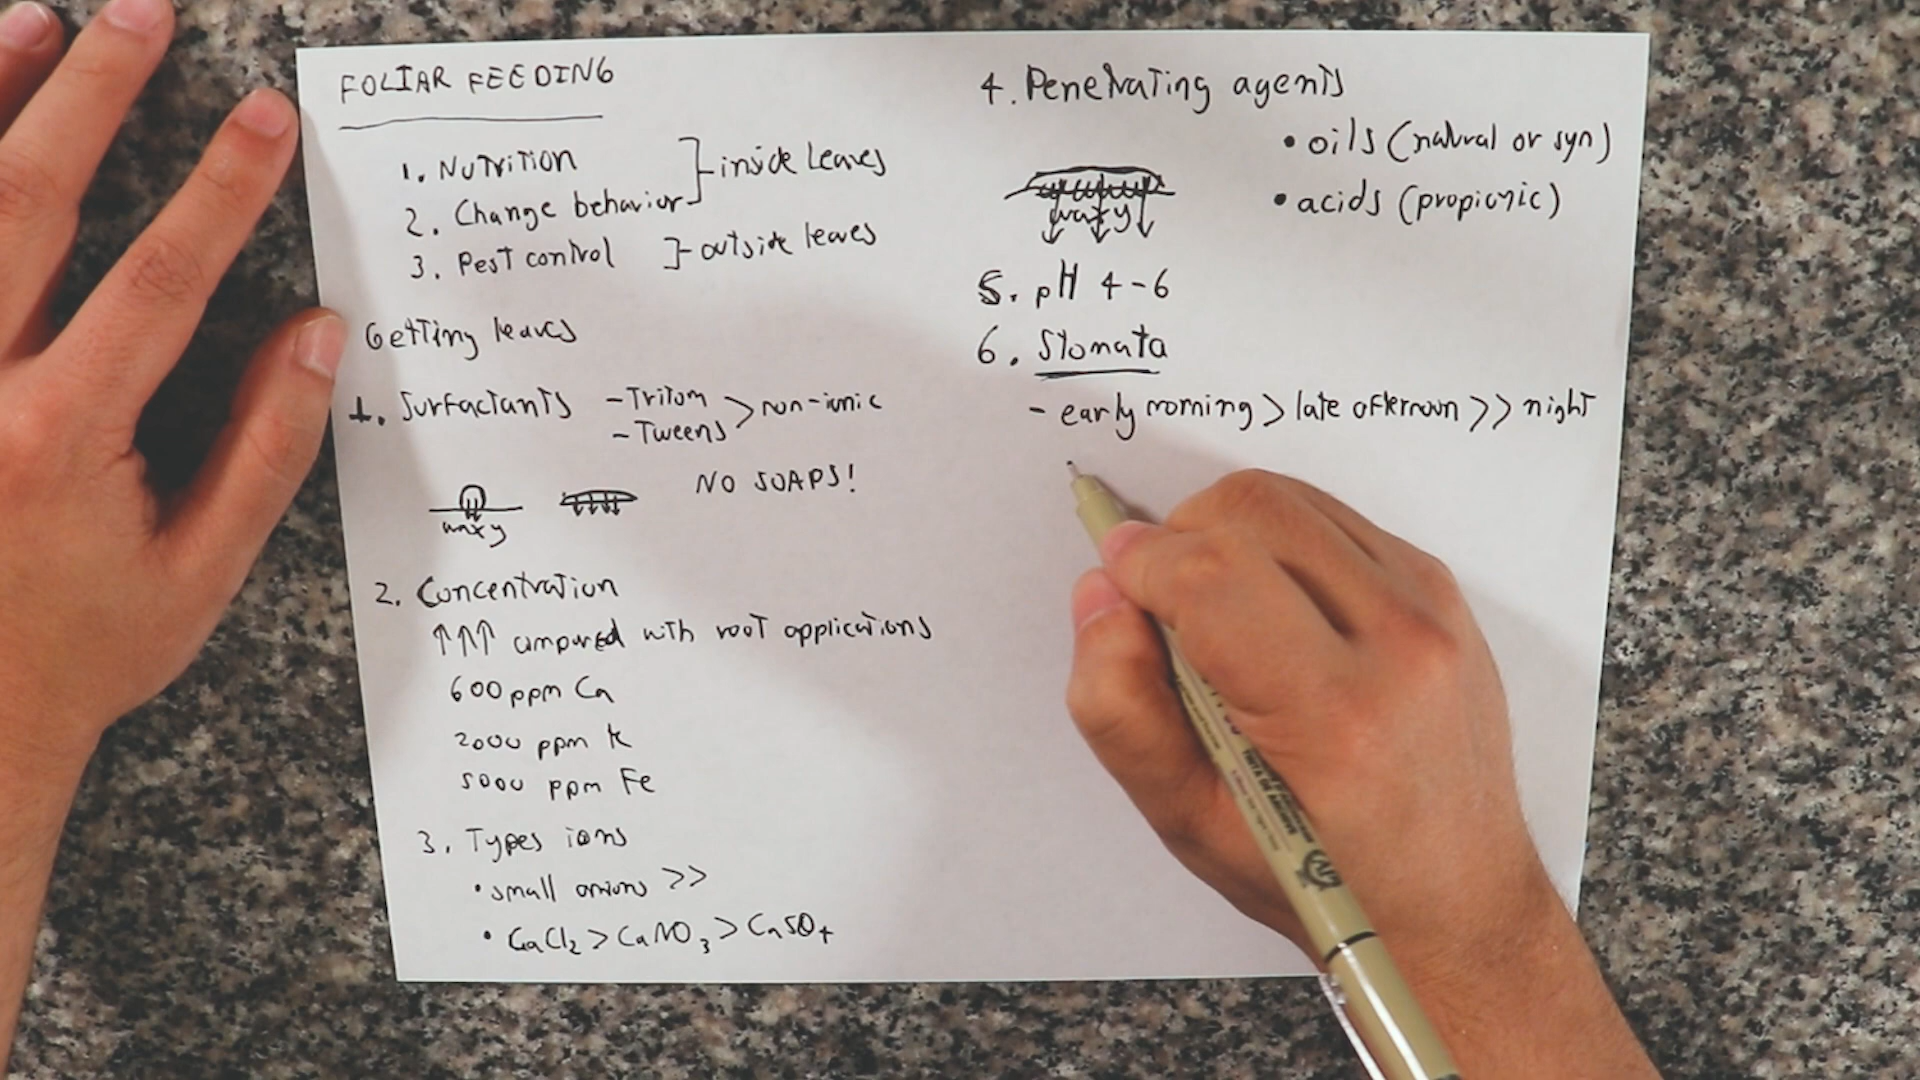 FOLIAR FEEDING
1. Nutrition
2. Change behavior
inside leaves
3. Pest control
outside leaves
Getting leaves
1. Surfactants
- Tritom
- Tweens
non-ionic
NO SOAPS!
waxy
2. Concentration
↑↑↑ compared with root applications
600 ppm Ca
2000 ppm K
5000 ppm Fe
3. Types ions
• small anions >>
• CaCl2 > CaNO3 > CaSO4
4. Penetrating agents
• oils (natural or syn)
• acids (propionic)
waxy
5. pH 4-6
6. Stomata
- early morning > late afternoon >> night